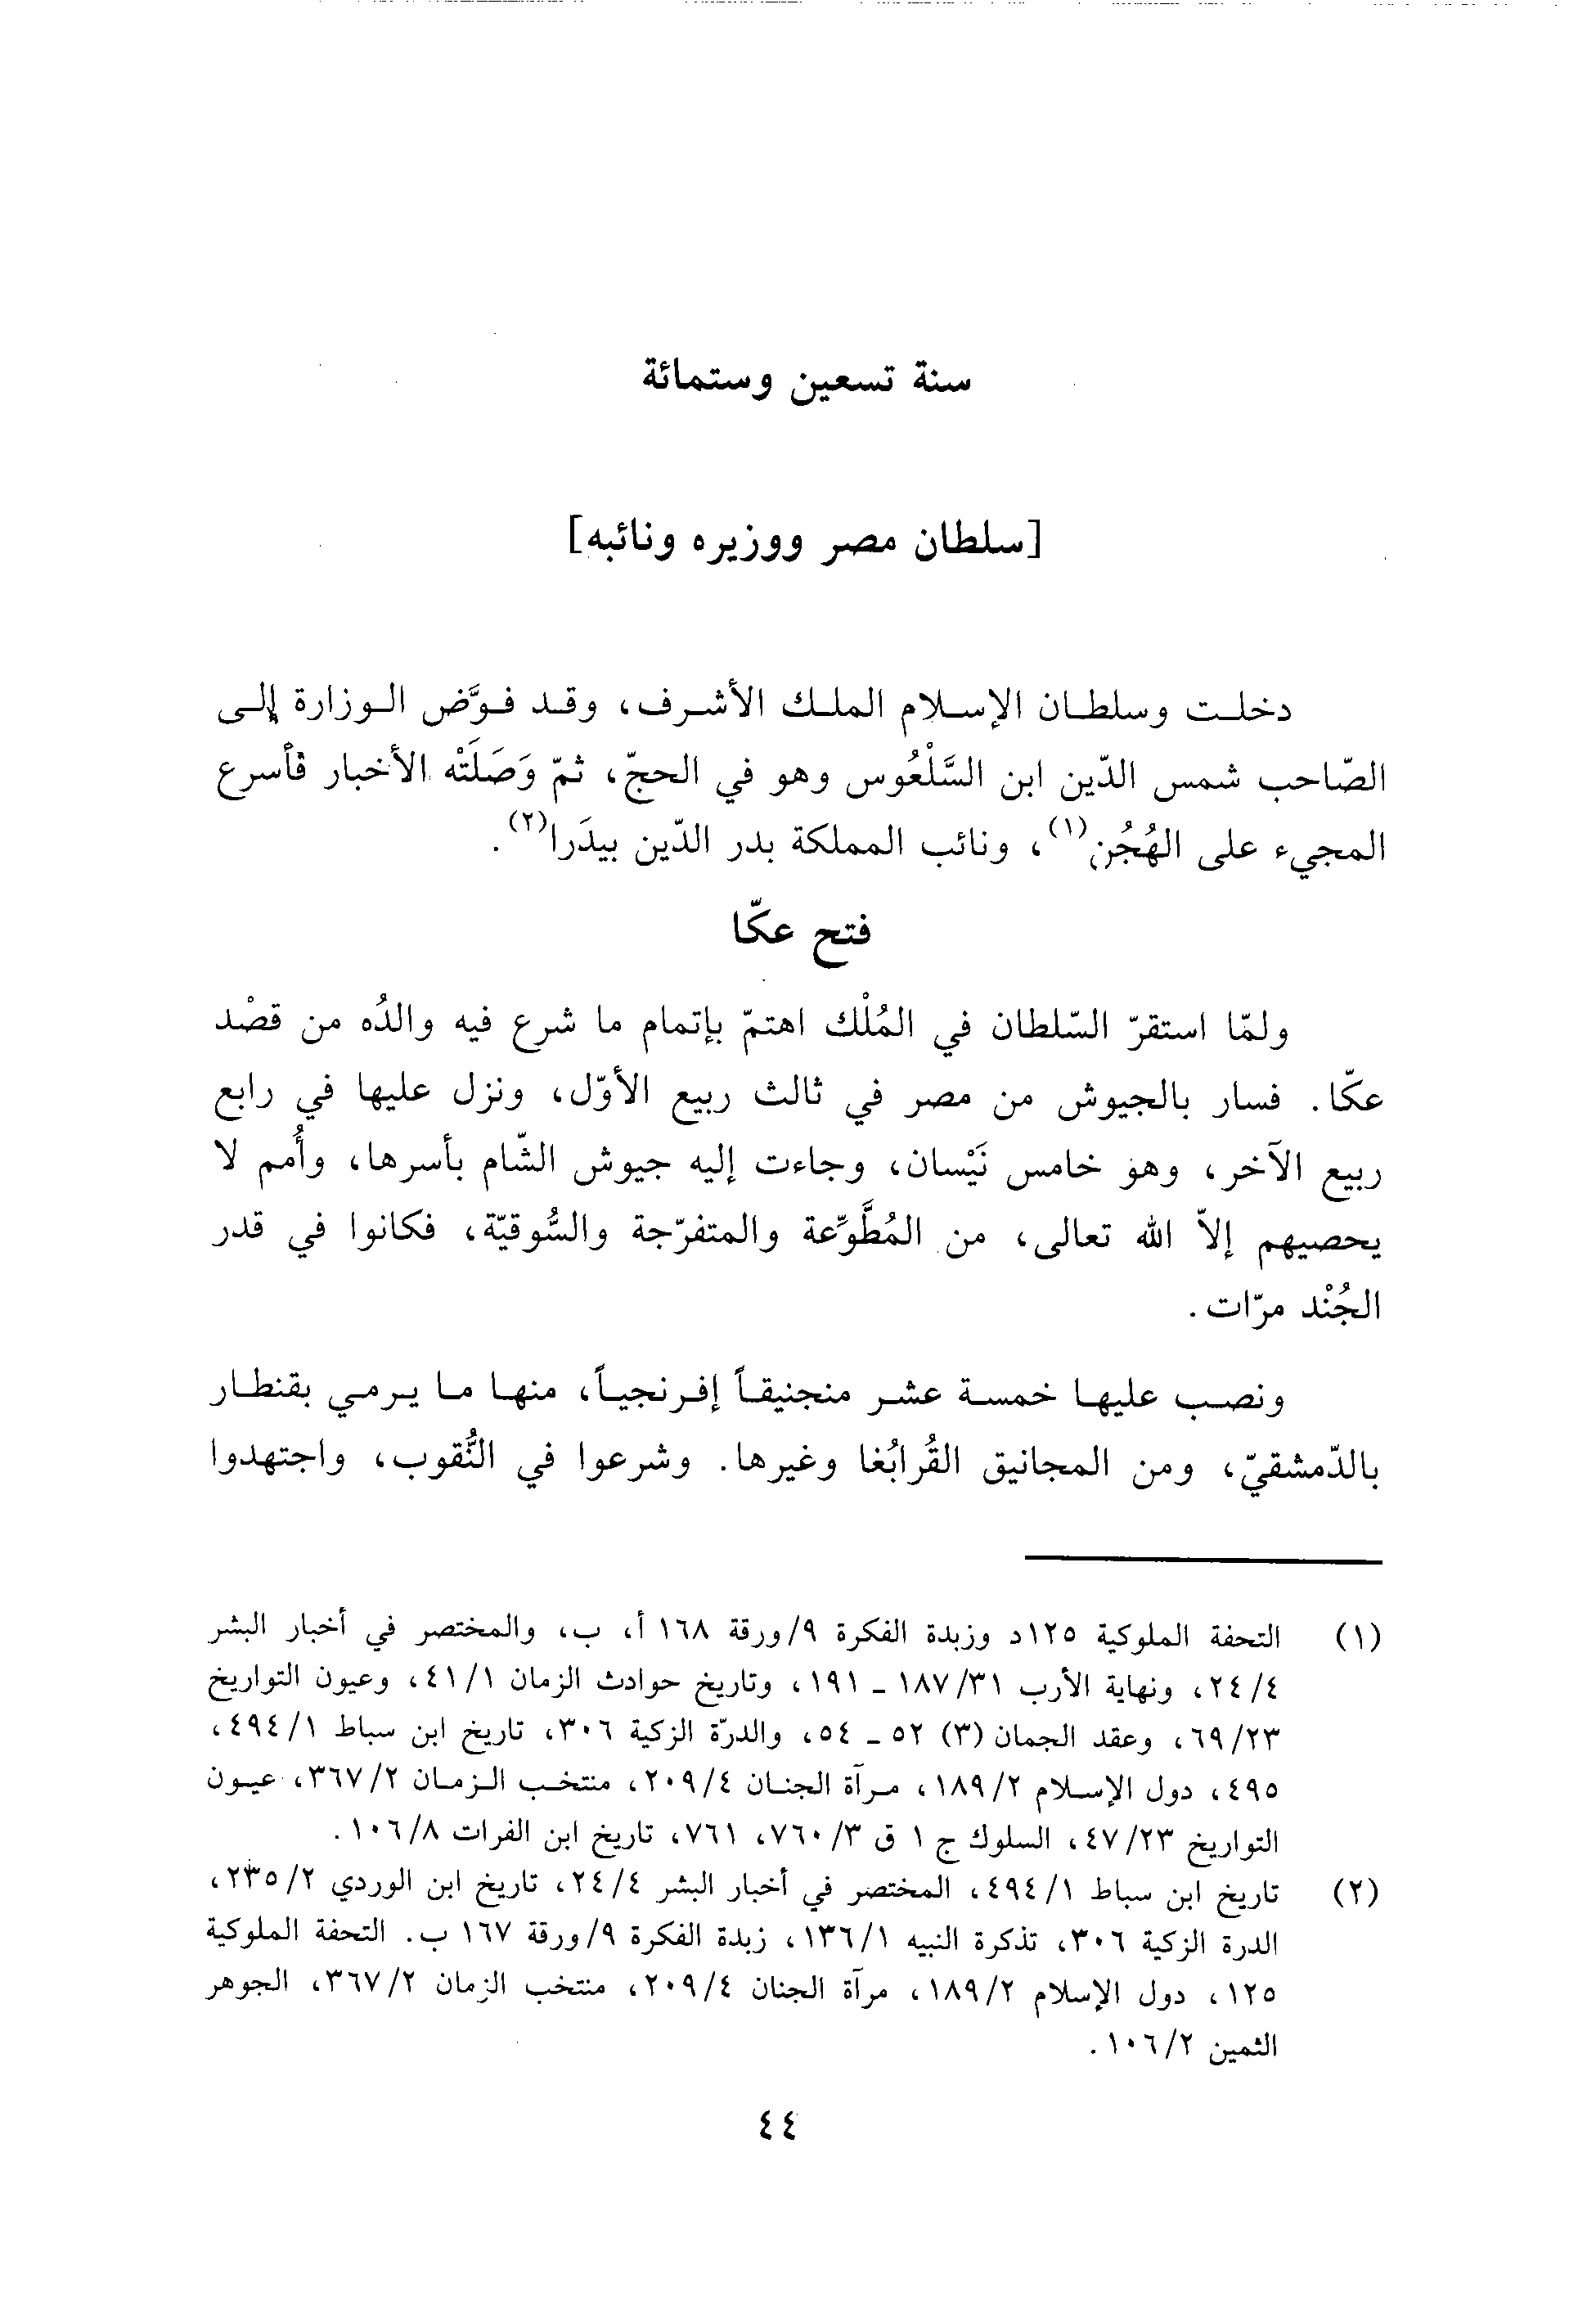 سنة تسعين وستمائة
[سلطان مصر ووزيره ونائبه]
دخلت وسلطان الإسلام الملك الأشرف، وقد فوَّض الوزارة إلى
الصّاحب شمس الدّين ابن السَّلْعُوس وهو في الحجّ، ثمّ وَصَلَتْه الأخبار فأسرع
المجيء على الهُجُن(١)، ونائب المملكة بدر الدّين بيدَرا(٢).
فتح عكّا
ولمّا استقرّ السّلطان في المُلْك اهتمّ بإتمام ما شرع فيه والدُه من قصْد
عكّا. فسار بالجيوش من مصر في ثالث ربيع الأوّل، ونزل عليها في رابع
ربيع الآخر، وهو خامس نَيْسان، وجاءت إليه جيوش الشّام بأسرها، وأُمم لا
يحصيهم إلاّ الله تعالى، من المُطَّوِّعة والمتفرّجة والسُّوقيّة، فكانوا في قدر
الجُنْد مرّات.
ونصب عليها خمسة عشر منجنيقاً إفرنجياً، منها ما يرمي بقنطار
بالدّمشقيّ، ومن المجانيق القُرابُغا وغيرها. وشرعوا في النُّقوب، واجتهدوا
(١) التحفة الملوكية ١٢٥د وزبدة الفكرة ٩/ورقة ١٦٨ أ، ب، والمختصر في أخبار البشر
٢٤/٤، ونهاية الأرب ١٨٧/٣١ - ١٩١، وتاريخ حوادث الزمان ٤١/١، وعيون التواريخ
٦٩/٢٣، وعقد الجمان (٣) ٥٢ - ٥٤، والدرّة الزكية ٣٠٦، تاريخ ابن سباط ٤٩٤/١،
٤٩٥، دول الإسلام ١٨٩/٢، مرآة الجنان ٢٠٩/٤، منتخب الزمان ٣٦٧/٢، عيون
التواريخ ٤٧/٢٣، السلوك ج ١ ق ٧٦٠/٣، ٧٦١، تاريخ ابن الفرات ١٠٦/٨.
(٢) تاريخ ابن سباط ٤٩٤/١، المختصر في أخبار البشر ٢٤/٤، تاريخ ابن الوردي ٢٣٥/٢،
الدرة الزكية ٣٠٦، تذكرة النبيه ١٣٦/١، زبدة الفكرة ٩/ورقة ١٦٧ ب. التحفة الملوكية
١٢٥، دول الإسلام ١٨٩/٢، مرآة الجنان ٢٠٩/٤، منتخب الزمان ٣٦٧/٢، الجوهر
الثمين ١٠٦/٢.
٤٤